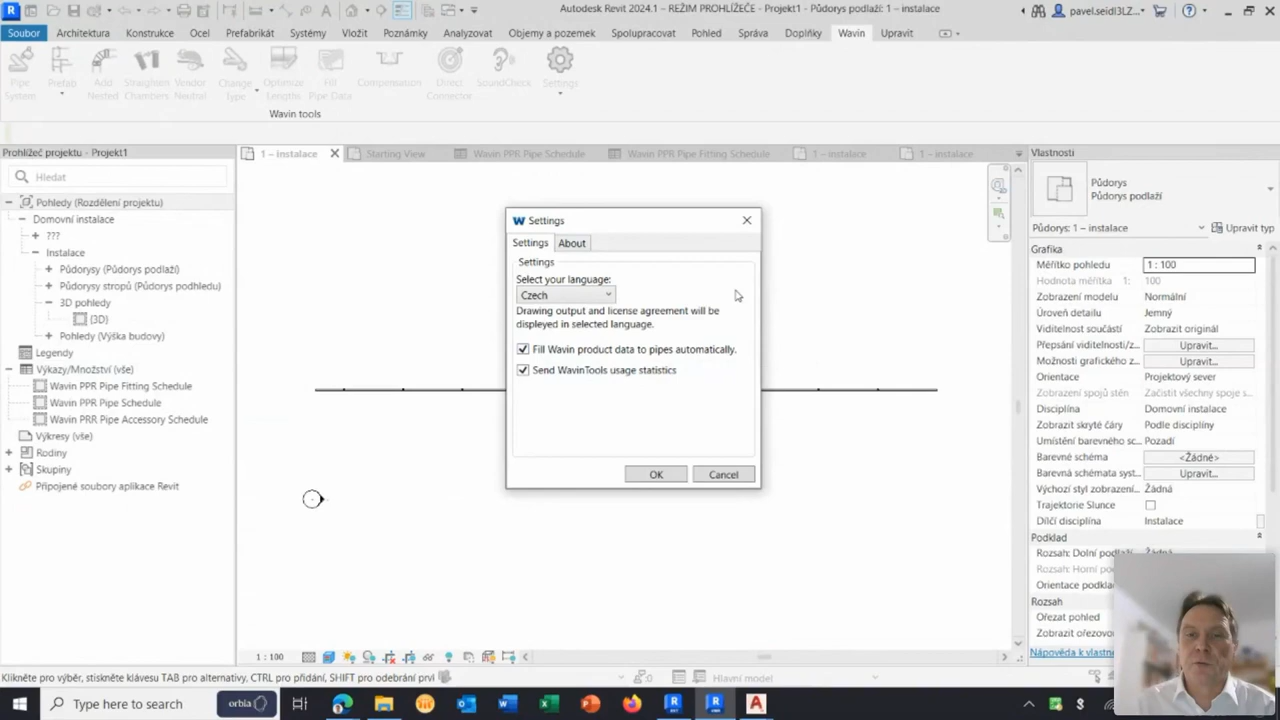 Autodesk Revit 2024.1 - REŽIM PROHLÍŽEČE - Projekt1 - Půdorys podlaží: 1 – instalace
pavel.seidl3LZ...
Soubor Architektura Konstrukce Ocel Prefabrikát Systémy Vložit Poznámky Analyzovat Objemy a pozemek Spolupracovat Pohled Správa Doplňky Wavin Upravit
Pipe System
Prefab
Add Nested
Straighten Chambers
Vendor Neutral
Change Type
Optimize Lengths
Fill Pipe Data
Compensation
Direct Connector
SoundCheck
Settings
Wavin tools
Prohlížeč projektu - Projekt1
Hledat
Pohledy (Rozdělení projektu)
Domovní instalace
???
Instalace
Půdorysy (Půdorys podlaží)
Půdorysy stropů (Půdorys podhledu)
3D pohledy
(3D)
Pohledy (Výška budovy)
Legendy
Výkazy/Množství (vše)
Wavin PPR Pipe Fitting Schedule
Wavin PPR Pipe Schedule
Wavin PRR Pipe Accessory Schedule
Výkresy (vše)
Rodiny
Skupiny
Připojené soubory aplikace Revit
1 – instalace
Starting View
Wavin PPR Pipe Schedule
Wavin PPR Pipe Fitting Schedule
1 – instalace
1 – instalace
W Settings
Settings About
Settings
Select your language:
Czech
Drawing output and license agreement will be
displayed in selected language.
Fill Wavin product data to pipes automatically.
Send WavinTools usage statistics
OK Cancel
Vlastnosti
Půdorys
Půdorys podlaží
Půdorys: 1 – instalace Upravit typ
Grafika
Měřítko pohledu 1 : 100
Hodnota měřítka 1: 100
Zobrazení modelu Normální
Úroveň detailu Jemný
Viditelnost součástí Zobrazit originál
Přepsání viditelnosti/z... Upravit...
Možnosti grafického z... Upravit...
Orientace Projektový sever
Zobrazení spojů stěn Začistit všechny spoje s...
Disciplína Domovní instalace
Zobrazit skryté čáry Podle disciplíny
Umístění barevného sc... Pozadí
Barevné schéma <Žádné>
Barevná schémata syst... Upravit...
Výchozí styl zobrazení... Žádná
Trajektorie Slunce
Dílčí disciplína Instalace
Podklad
Rozsah: Dolní podlaží Žádná
Rozsah: Horní po
Orientace podkla
Rozsah
Ořezat pohled
Zobrazit ořezovo
Nápověda k vlastn
1 : 100
Klikněte pro výběr, stiskněte klávesu TAB pro alternativy, CTRL pro přidání, SHIFT pro odebrání prvl
:0
Hlavní model
Type here to search
orbia